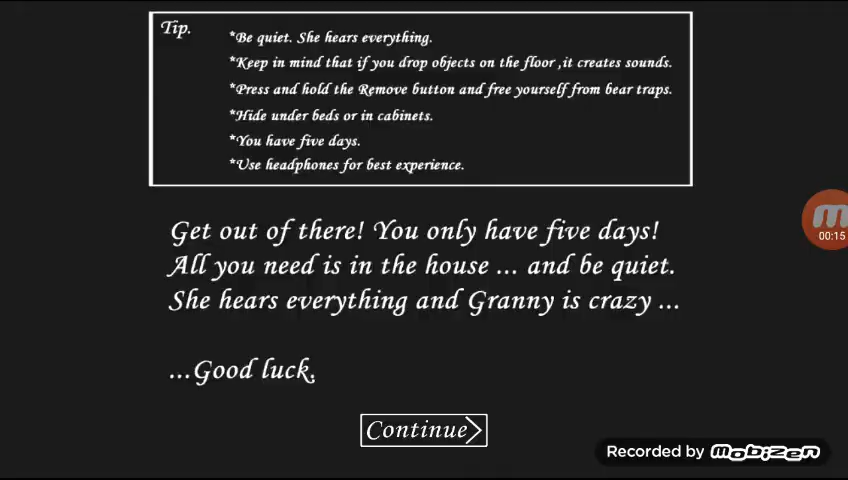 Tip.
*Be quiet. She hears everything.
*Keep in mind that if you drop objects on the floor ,it creates sounds.
*Press and hold the Remove button and free yourself from bear traps.
*Hide under beds or in cabinets.
*You have five days.
*Use headphones for best experience.
Get out of there! You only have five days!
All you need is in the house ... and be quiet.
She hears everything and Granny is crazy ...
...Good luck.
Continue>
00:15
Recorded by mobizen